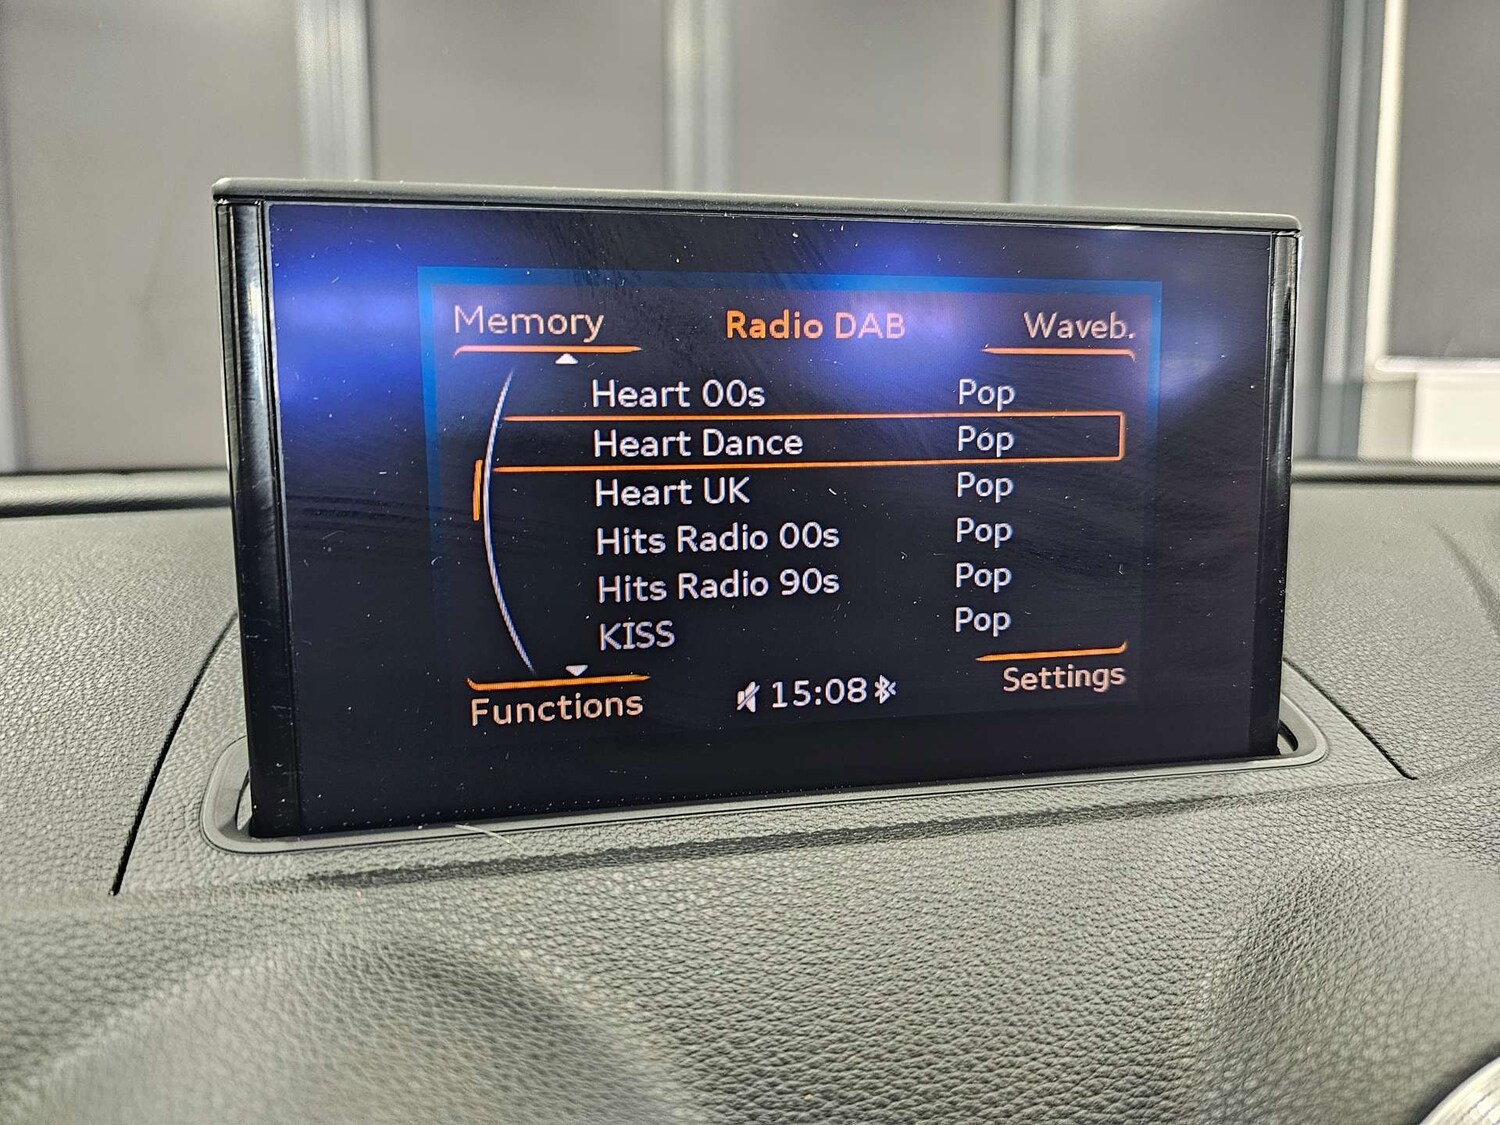 Memory Radio DAB Waveb.
Heart 00s Pop
Heart Dance Pop
Heart UK Pop
Hits Radio 00s Pop
Hits Radio 90s Pop
KISS Pop
Functions 15:08 Settings